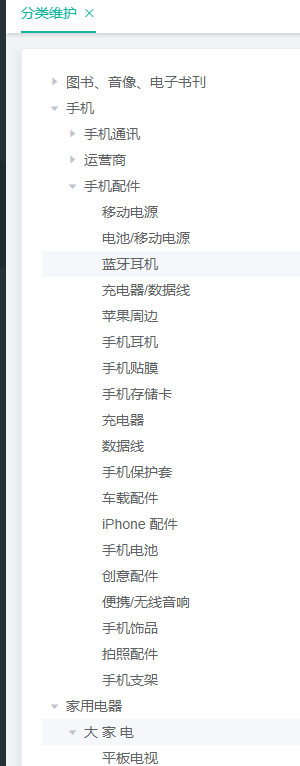 分类维护
图书、音像、电子书刊
手机
手机通讯
运营商
手机配件
移动电源
电池/移动电源
蓝牙耳机
充电器/数据线
苹果周边
手机耳机
手机贴膜
手机存储卡
充电器
数据线
手机保护套
车载配件
iPhone 配件
手机电池
创意配件
便携/无线音响
手机饰品
拍照配件
手机支架
家用电器
大 家 电
平板电视